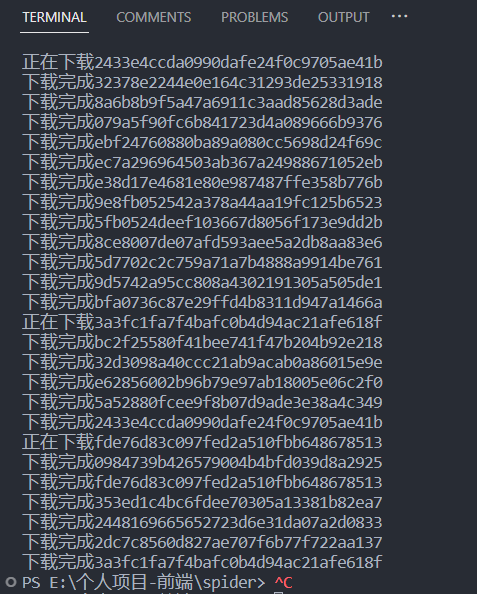 TERMINAL COMMENTS PROBLEMS OUTPUT ···
正在下载2433e4ccda0990dafe24f0c9705ae41b
下载完成32378e2244e0e164c31293de25331918
下载完成8a6b8b9f5a47a6911c3aad85628d3ade
下载完成079a5f90fc6b841723d4a089666b9376
下载完成ebf24760880ba89a080cc5698d24f69c
下载完成ec7a296964503ab367a24988671052eb
下载完成e38d17e4681e80e987487ffe358b776b
下载完成9e8fb052542a378a44aa19fc125b6523
下载完成5fb0524deef103667d8056f173e9dd2b
下载完成8ce8007de07afd593aee5a2db8aa83e6
下载完成5d7702c2c759a71a7b4888a9914be761
下载完成9d5742a95cc808a4302191305a505de1
下载完成bfa0736c87e29ffd4b8311d947a1466a
正在下载3a3fc1fa7f4bafc0b4d94ac21afe618f
下载完成bc2f25580f41bee741f47b204b92e218
下载完成32d3098a40ccc21ab9acab0a86015e9e
下载完成e62856002b96b79e97ab18005e06c2f0
下载完成5a52880fcee9f8b07d9ade3e38a4c349
下载完成2433e4ccda0990dafe24f0c9705ae41b
正在下载fde76d83c097fed2a510fbb648678513
下载完成0984739b426579004b4bfd039d8a2925
下载完成fde76d83c097fed2a510fbb648678513
下载完成353ed1c4bc6fdee70305a13381b82ea7
下载完成2448169665652723d6e31da07a2d0833
下载完成2dc7c8560d827ae707f6b77f722aa137
下载完成3a3fc1fa7f4bafc0b4d94ac21afe618f
PS E:\个人项目-前端\spider> ^C